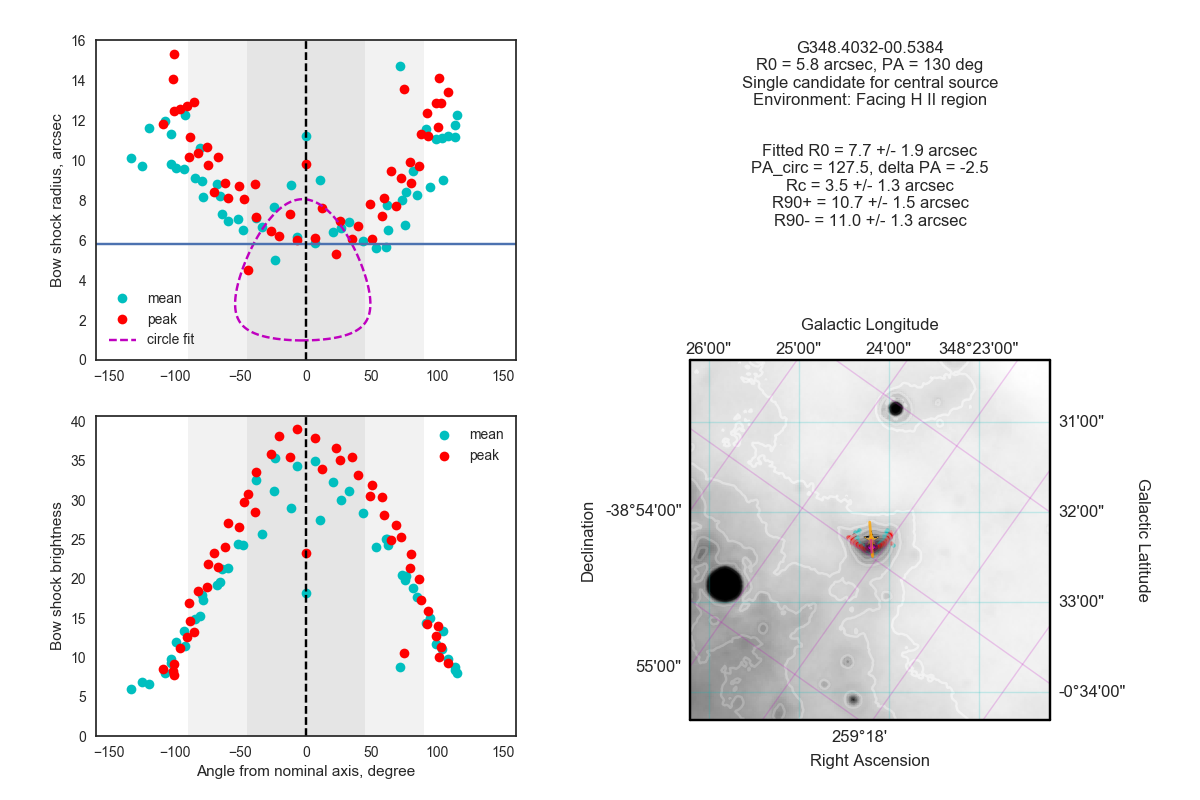 16
14
12
10
8
6
4
2
0
Bow shock radius, arcsec
mean
peak
circle fit
−150
−100
−50
0
50
100
150
40
35
30
25
20
15
10
5
0
Bow shock brightness
mean
peak
−150
−100
−50
0
50
100
150
Angle from nominal axis, degree
G348.4032-00.5384
R0 = 5.8 arcsec, PA = 130 deg
Single candidate for central source
Environment: Facing H II region
Fitted R0 = 7.7 +/- 1.9 arcsec
PA_circ = 127.5, delta PA = -2.5
Rc = 3.5 +/- 1.3 arcsec
R90+ = 10.7 +/- 1.5 arcsec
R90- = 11.0 +/- 1.3 arcsec
Galactic Longitude
26'00"
25'00"
24'00"
348°23'00"
31'00"
32'00"
33'00"
-0°34'00"
Galactic Latitude
-38°54'00"
55'00"
Declination
259°18'
Right Ascension